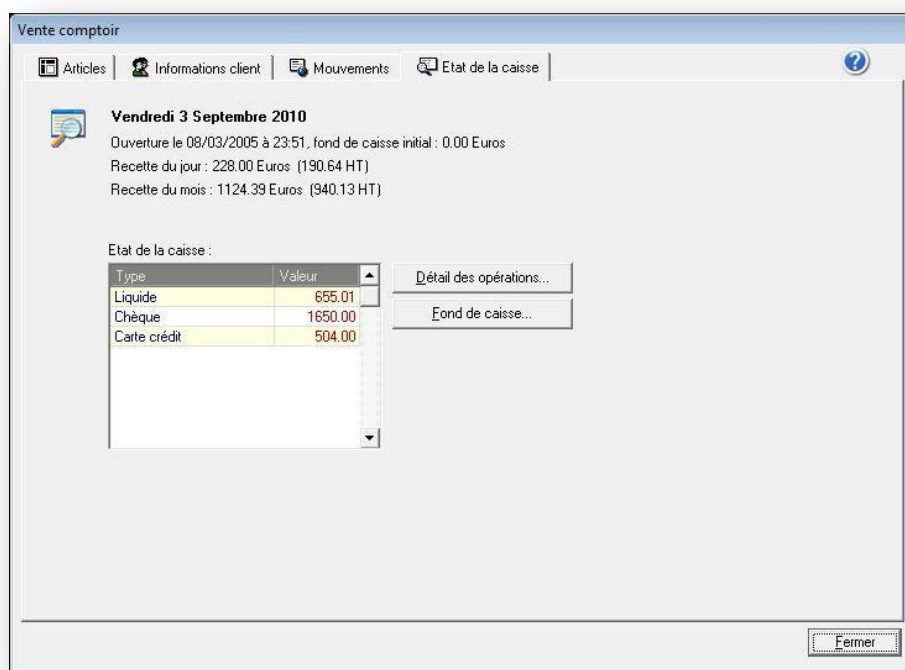 Vente comptoir
Articles Informations client Mouvements Etat de la caisse
Vendredi 3 Septembre 2010
Ouverture le 08/03/2005 à 23:51, fond de caisse initial : 0.00 Euros
Recette du jour : 228.00 Euros (190.64 HT)
Recette du mois : 1124.39 Euros (940.13 HT)
Etat de la caisse :
Type Valeur
Liquide 655.01
Chèque 1650.00
Carte crédit 504.00
Détail des opérations...
Fond de caisse...
Fermer